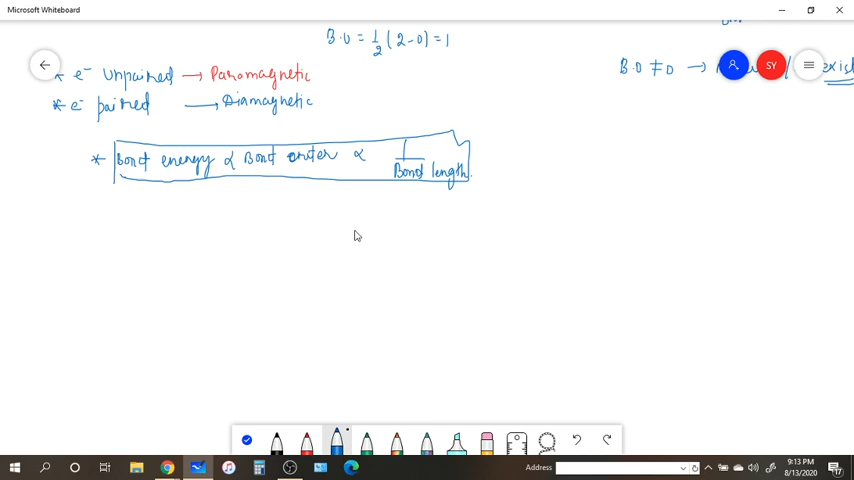 Microsoft Whiteboard
B.O = 1/2 (2-0) = 1
* e⁻ Unpaired → Paramagnetic
SY
B.O ≠ 0 → exist
* e⁻ paired → Diamagnetic
* Bond energy ∝ Bond order ∝ 1/Bond length.
Address
9:13 PM
8/13/2020
17